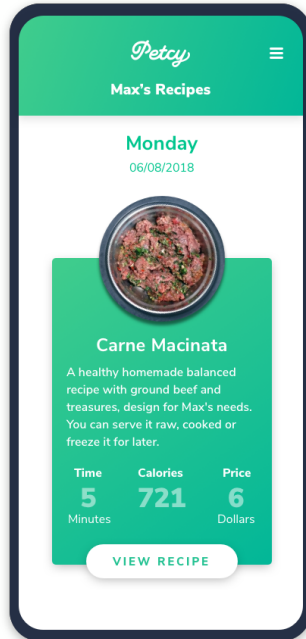 Petcy
Max's Recipes
Monday
06/08/2018
Carne Macinata
A healthy homemade balanced
recipe with ground beef and
treasures, design for Max's needs.
You can serve it raw, cooked or
freeze it for later.
Time Calories Price
5 721 6
Minutes Dollars
VIEW RECIPE